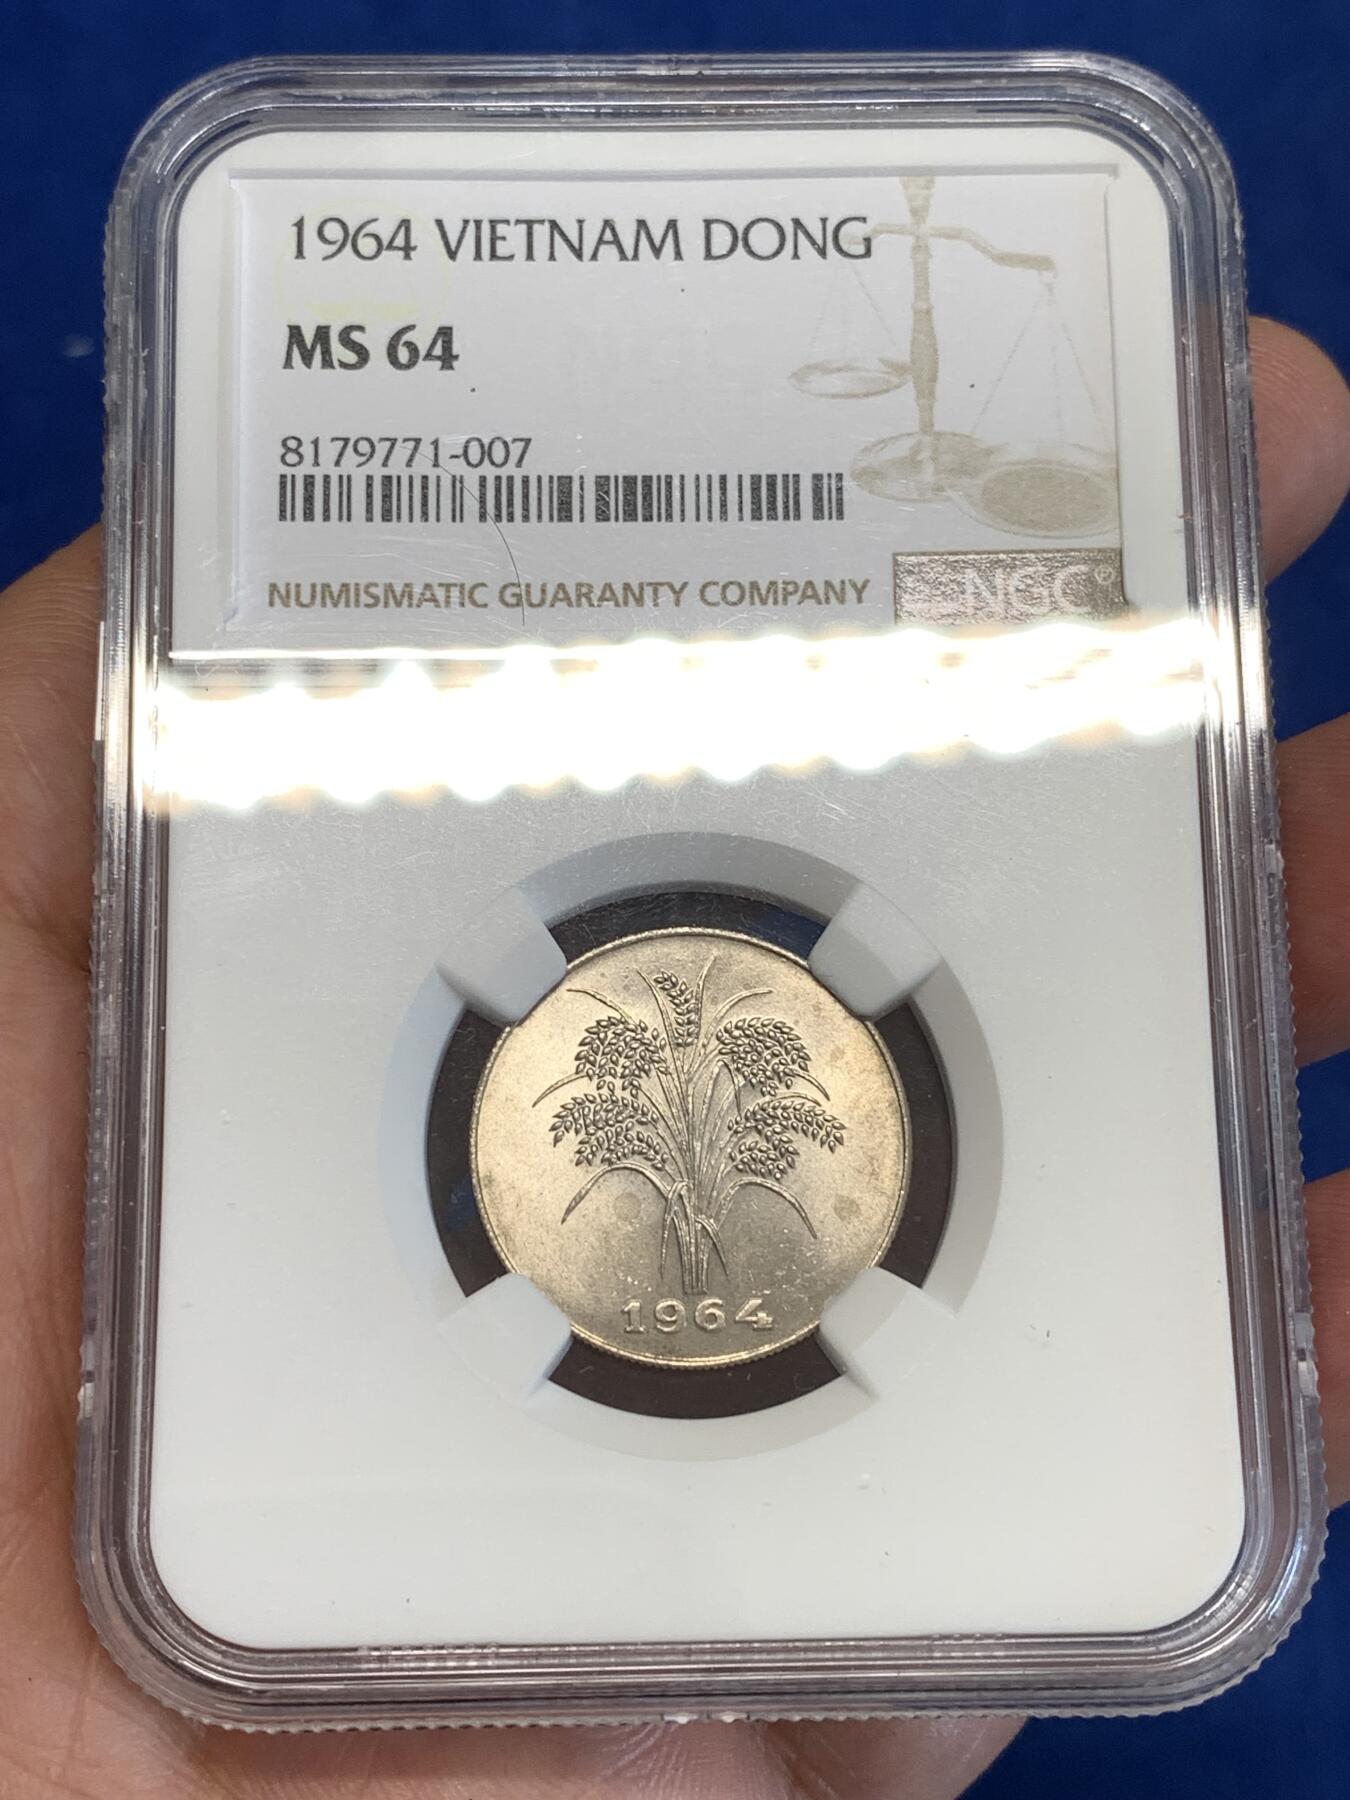 1964 VIETNAM DONG
MS 64
8179771-007
NUMISMATIC GUARANTY COMPANY
NGC®
1964